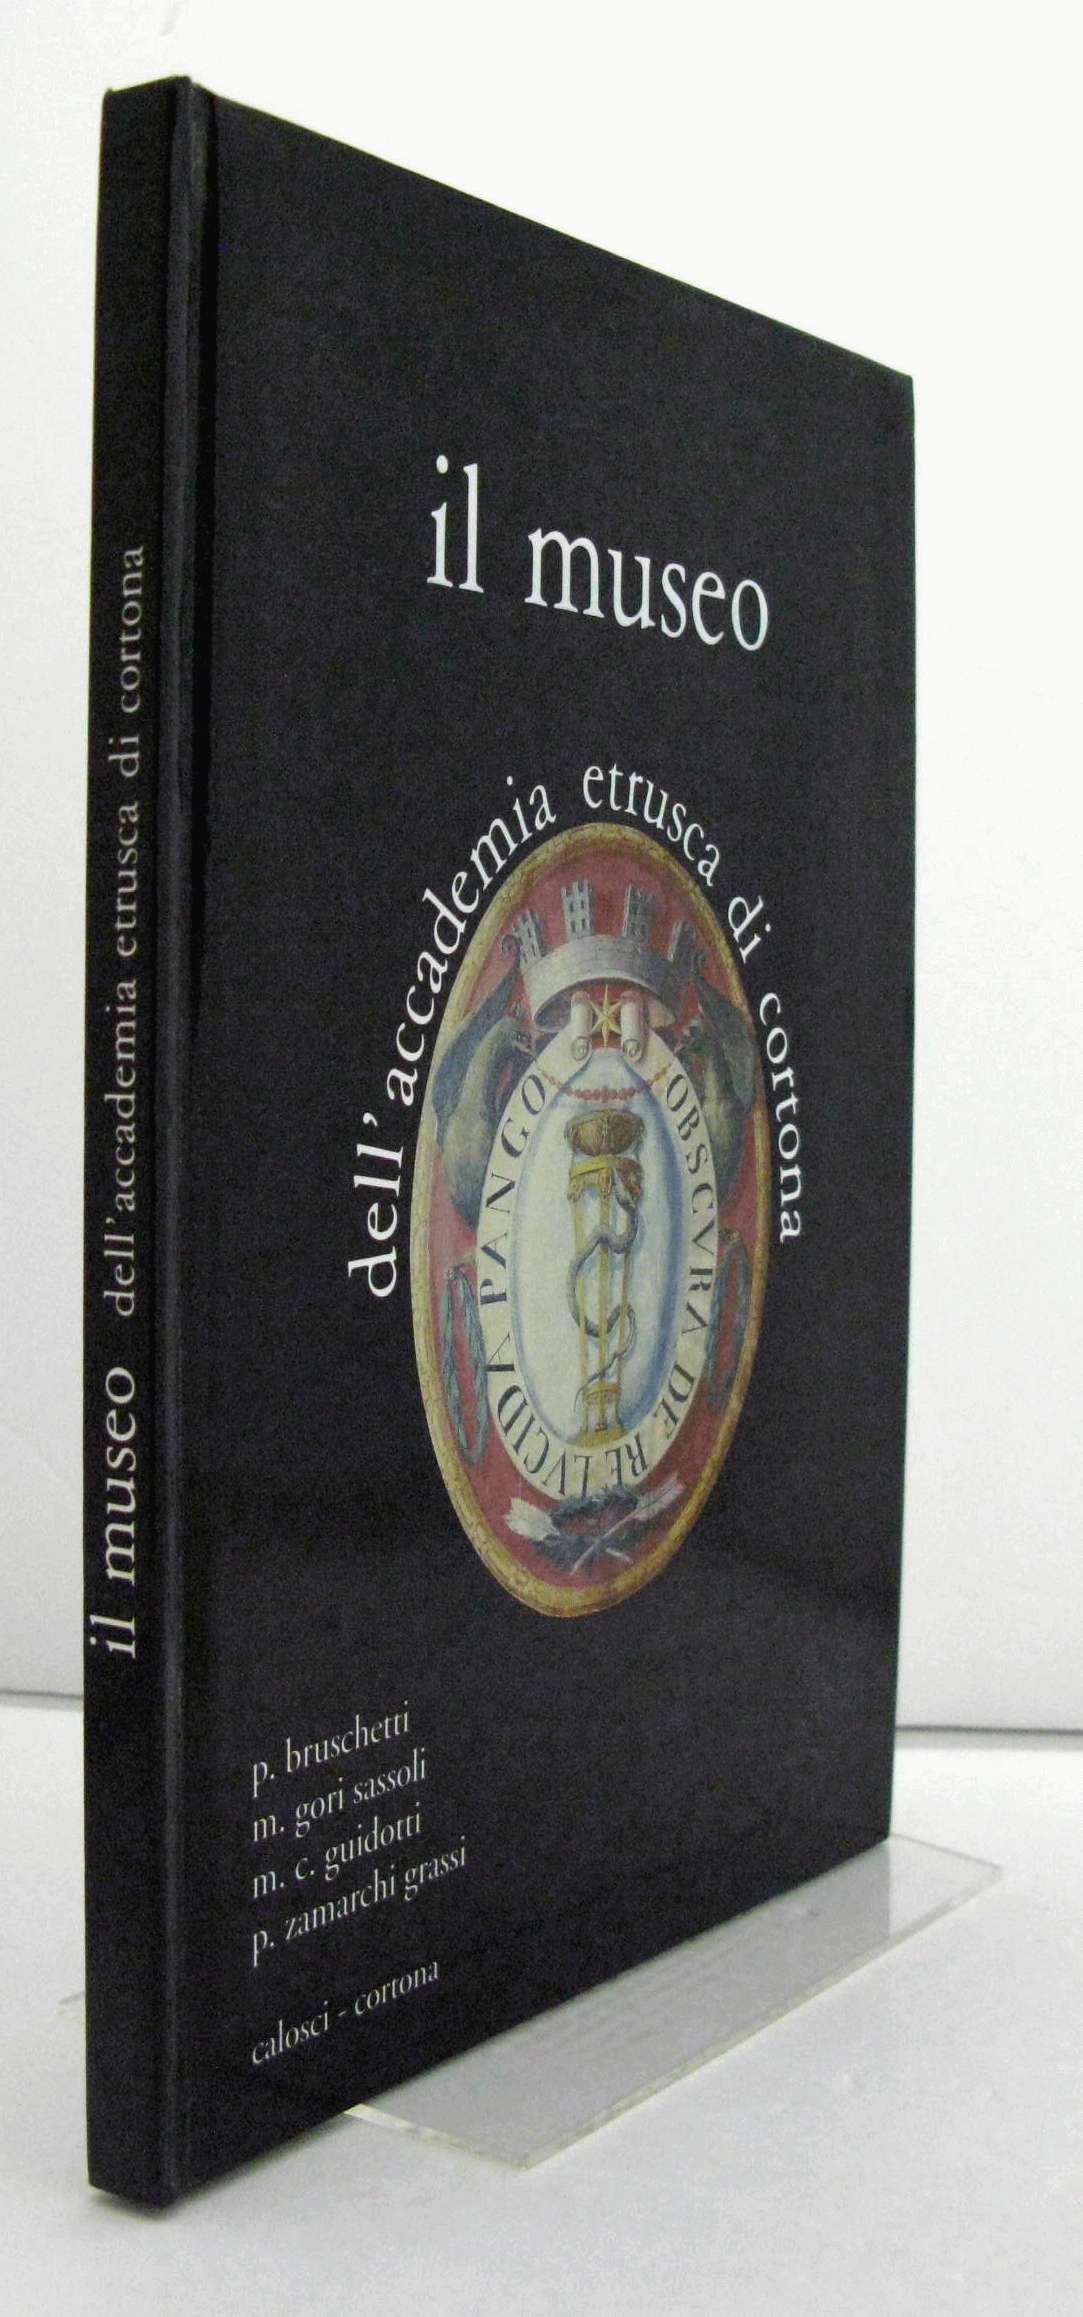 il museo dell'accademia etrusca di cortona
il museo
dell'accademia etrusca di cortona
OBSCVRA DE RE LVCIDA PANGO
p. bruschetti
m. gori sassoli
m. c. guidotti
p. zamarchi grassi
calosci - cortona